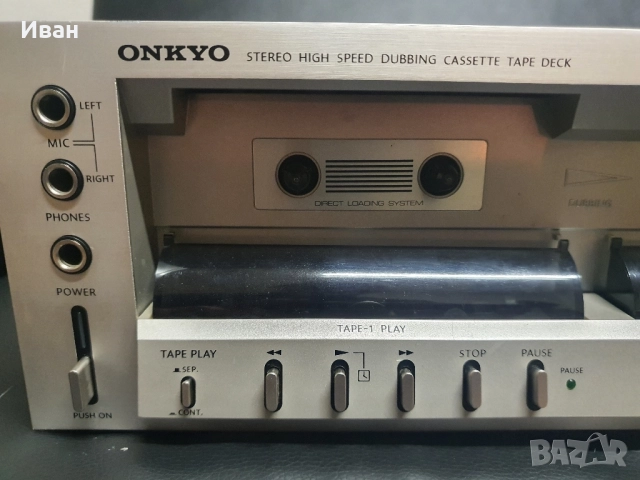 Иван
ONKYO STEREO HIGH SPEED DUBBING CASSETTE TAPE DECK
LEFT
MIC
RIGHT
PHONES
POWER
PUSH ON
DIRECT LOADING SYSTEM
TAPE-1 PLAY
TAPE PLAY
SEP.
CONT.
STOP
PAUSE
PAUSE
BAZAR